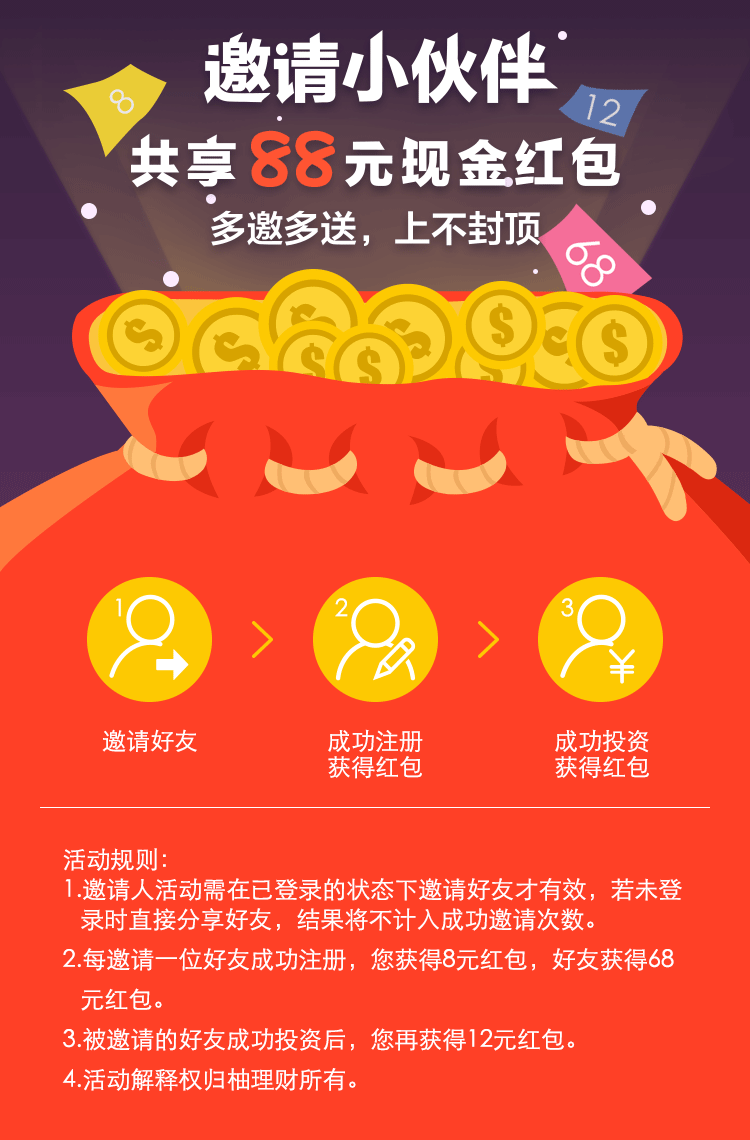 邀请小伙伴
8
12
共享88元现金红包
多邀多送，上不封顶
68
1
2
3
¥
邀请好友
成功注册
获得红包
成功投资
获得红包
活动规则：
1.邀请人活动需在已登录的状态下邀请好友才有效，若未登
录时直接分享好友，结果将不计入成功邀请次数。
2.每邀请一位好友成功注册，您获得8元红包，好友获得68
元红包。
3.被邀请的好友成功投资后，您再获得12元红包。
4.活动解释权归柚理财所有。